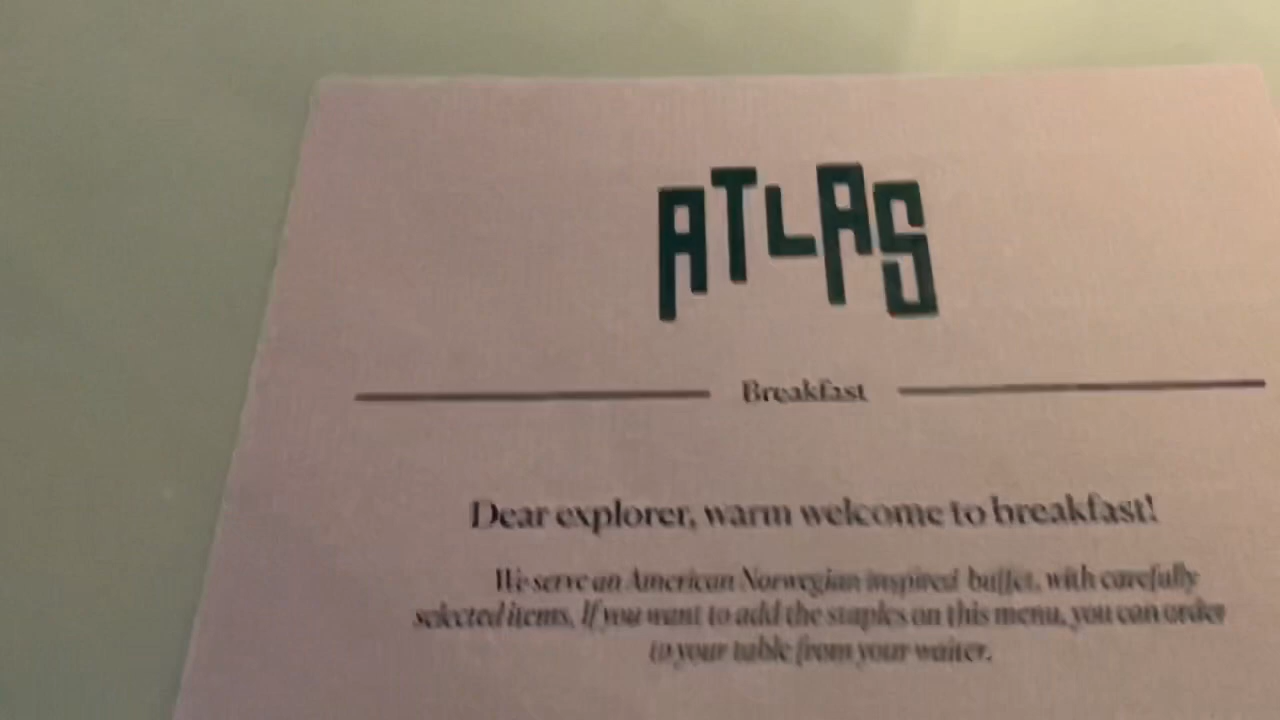 ATLAS
Breakfast
Dear explorer, warm welcome to breakfast!
We serve an American Norwegian inspired buffet, with carefully
selected items. If you want to add the staples on this menu, you can order
to your table from your waiter.